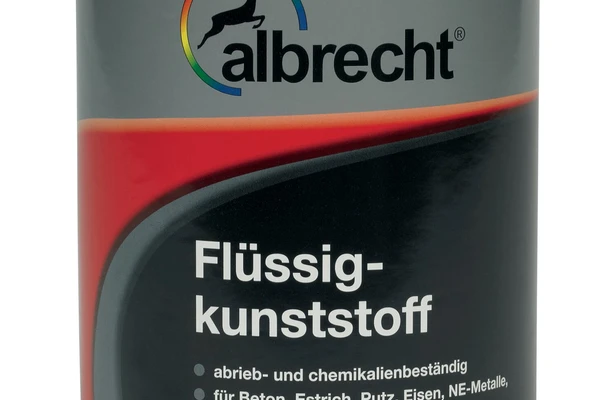 albrecht®
Flüssig-
kunststoff
abrieb- und chemikalienbeständig
für Beton, Estrich, Putz, Eisen, NE-Metalle,